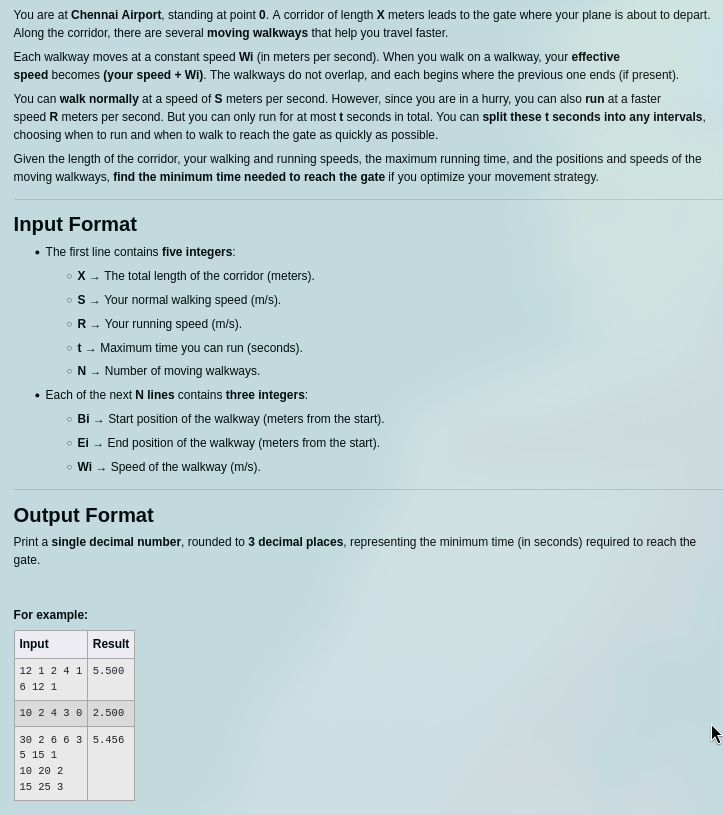 You are at Chennai Airport, standing at point 0. A corridor of length X meters leads to the gate where your plane is about to depart.
Along the corridor, there are several moving walkways that help you travel faster.
Each walkway moves at a constant speed Wi (in meters per second). When you walk on a walkway, your effective
speed becomes (your speed + Wi). The walkways do not overlap, and each begins where the previous one ends (if present).
You can walk normally at a speed of S meters per second. However, since you are in a hurry, you can also run at a faster
speed R meters per second. But you can only run for at most t seconds in total. You can split these t seconds into any intervals,
choosing when to run and when to walk to reach the gate as quickly as possible.
Given the length of the corridor, your walking and running speeds, the maximum running time, and the positions and speeds of the
moving walkways, find the minimum time needed to reach the gate if you optimize your movement strategy.
Input Format
• The first line contains five integers:
○ X → The total length of the corridor (meters).
○ S → Your normal walking speed (m/s).
○ R → Your running speed (m/s).
○ t → Maximum time you can run (seconds).
○ N → Number of moving walkways.
• Each of the next N lines contains three integers:
○ Bi → Start position of the walkway (meters from the start).
○ Ei → End position of the walkway (meters from the start).
○ Wi → Speed of the walkway (m/s).
Output Format
Print a single decimal number, rounded to 3 decimal places, representing the minimum time (in seconds) required to reach the
gate.
For example:
Input Result
12 1 2 4 1 5.500
6 12 1
10 2 4 3 0 2.500
30 2 6 6 3 5.456
5 15 1
10 20 2
15 25 3